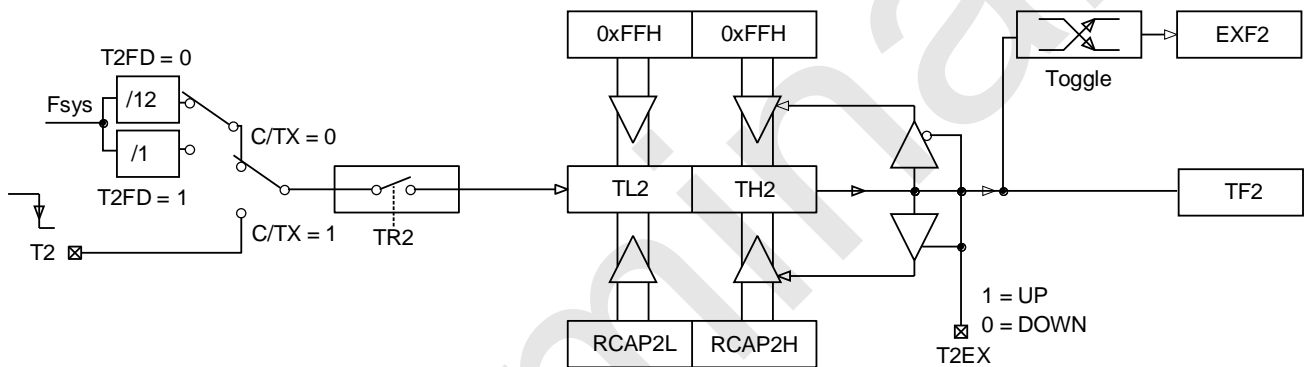 0xFFH
0xFFH
EXF2
Toggle
T2FD = 0
Fsys
/12
/1
T2FD = 1
C/TX = 0
C/TX = 1
TR2
T2
TL2
TH2
TF2
RCAP2L
RCAP2H
1 = UP
0 = DOWN
T2EX